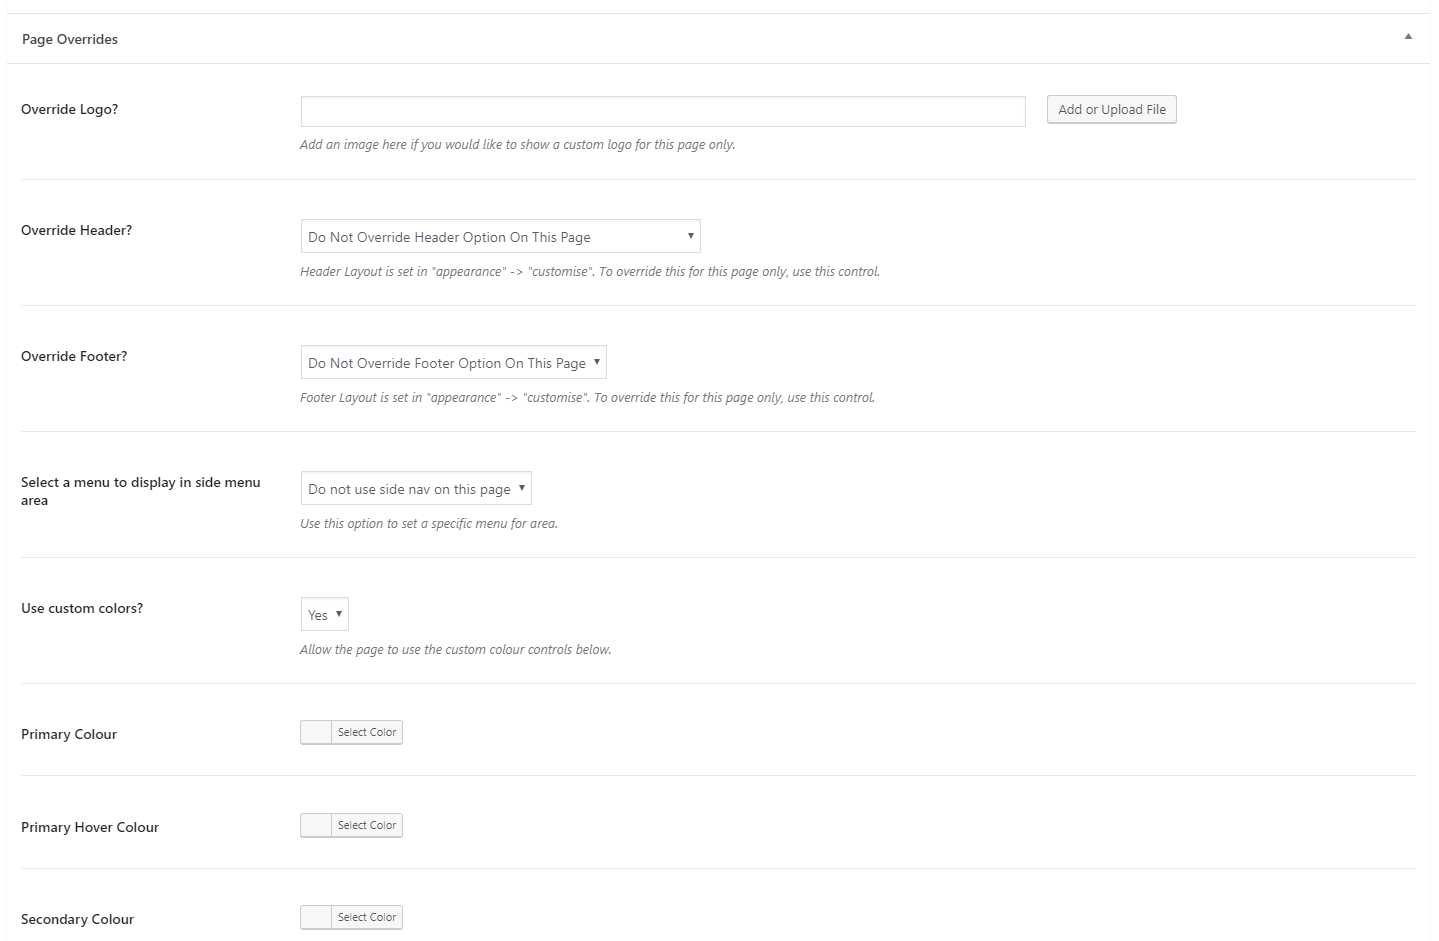 Page Overrides
Override Logo?
Add or Upload File
Add an image here if you would like to show a custom logo for this page only.
Override Header?
Do Not Override Header Option On This Page
Header Layout is set in "appearance" -> "customise". To override this for this page only, use this control.
Override Footer?
Do Not Override Footer Option On This Page
Footer Layout is set in "appearance" -> "customise". To override this for this page only, use this control.
Select a menu to display in side menu
area
Do not use side nav on this page
Use this option to set a specific menu for area.
Use custom colors?
Yes
Allow the page to use the custom colour controls below.
Primary Colour
Select Color
Primary Hover Colour
Select Color
Secondary Colour
Select Color